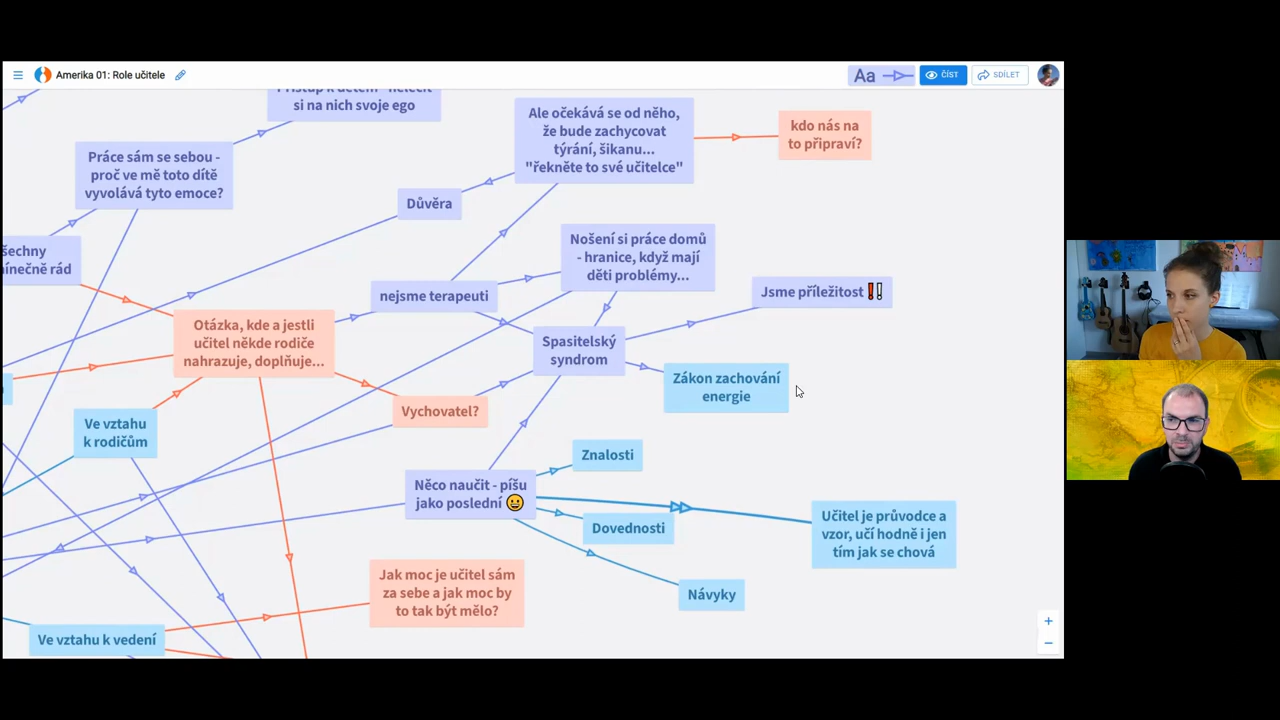 Amerika 01: Role učitele
Aa
ČÍST
SDÍLET
si na nich svoje ego
Ale očekává se od něho,
že bude zachycovat
týrání, šikanu...
"řekněte to své učitelce"
kdo nás na
to připraví?
Práce sám se sebou -
proč ve mě toto dítě
vyvolává tyto emoce?
Důvěra
Nošení si práce domů
- hranice, když mají
děti problémy...
šechny
ínečně rád
nejsme terapeuti
Jsme příležitost ‼️
Otázka, kde a jestli
učitel někde rodiče
nahrazuje, doplňuje...
Spasitelský
syndrom
Zákon zachování
energie
Vychovatel?
Ve vztahu
k rodičům
Znalosti
Něco naučit - píšu
jako poslední 😀
Dovednosti
Učitel je průvodce a
vzor, učí hodně i jen
tím jak se chová
Jak moc je učitel sám
za sebe a jak moc by
to tak být mělo?
Návyky
Ve vztahu k vedení